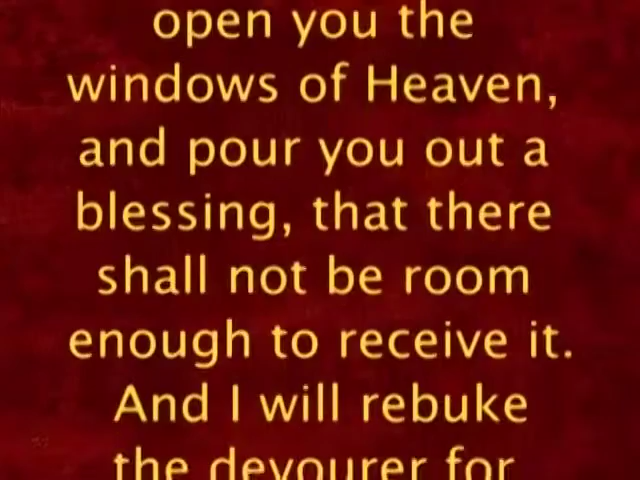 open you the
windows of Heaven,
and pour you out a
blessing, that there
shall not be room
enough to receive it.
And I will rebuke
the devourer for